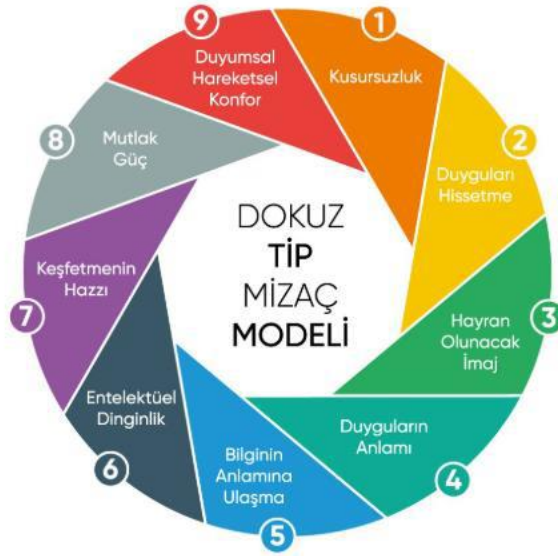 DOKUZ
TİP
MİZAÇ
MODELİ
1
Kusursuzluk
2
Duyguları
Hissetme
3
Hayran
Olunacak
İmaj
4
Duyguların
Anlamı
5
Bilginin
Anlamına
Ulaşma
6
Entelektüel
Dinginlik
7
Keşfetmenin
Hazzı
8
Mutlak
Güç
9
Duyumsal
Hareketsel
Konfor